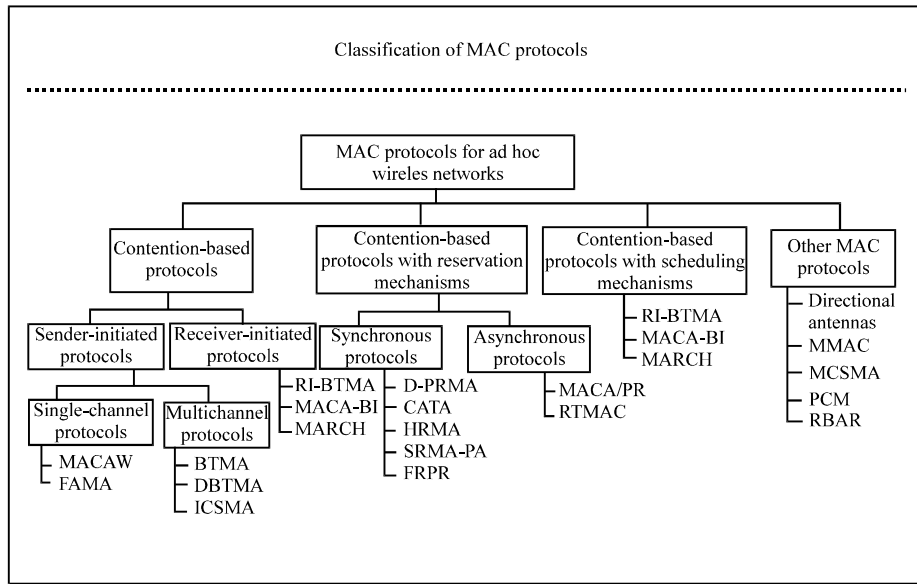 Classification of MAC protocols
MAC protocols for ad hoc
wireles networks
Contention-based
protocols
Contention-based
protocols with reservation
mechanisms
Contention-based
protocols with scheduling
mechanisms
Other MAC
protocols
Sender-initiated
protocols
Receiver-initiated
protocols
Synchronous
protocols
Asynchronous
protocols
RI-BTMA
MACA-BI
MARCH
Directional
antennas
MMAC
MCSMA
PCM
RBAR
Single-channel
protocols
Multichannel
protocols
RI-BTMA
MACA-BI
MARCH
D-PRMA
CATA
HRMA
SRMA-PA
FRPR
MACA/PR
RTMAC
MACAW
FAMA
BTMA
DBTMA
ICSMA